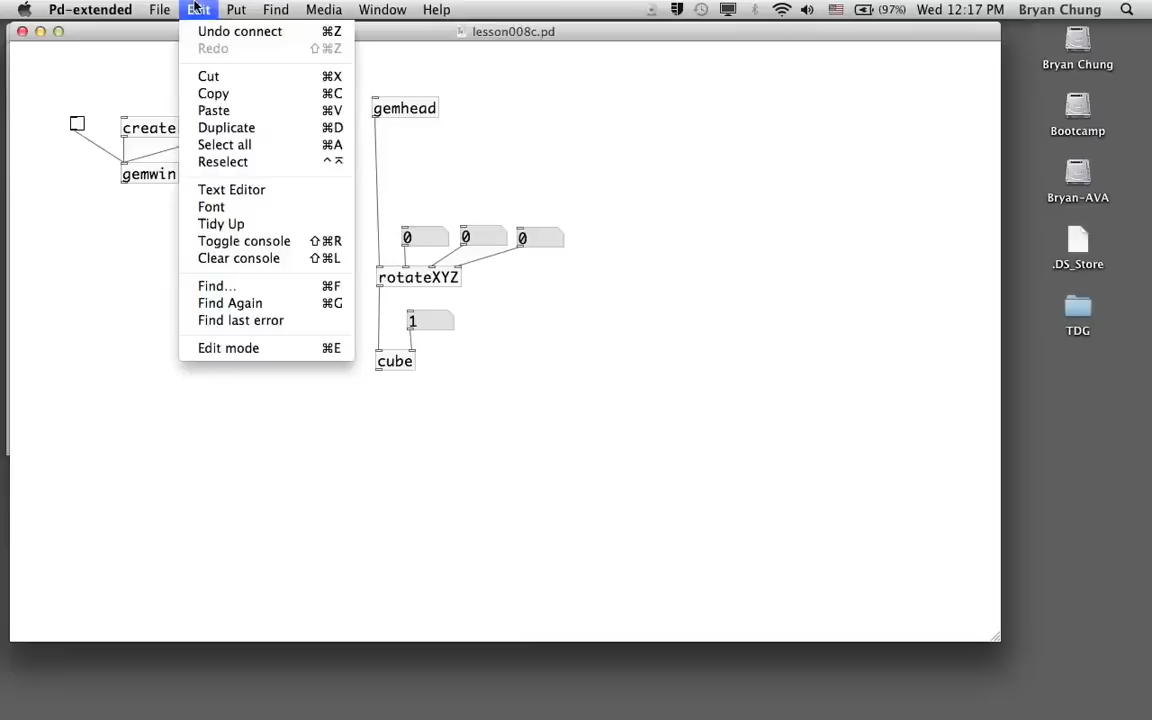 Pd-extended File Edit Put Find Media Window Help (97%) Wed 12:17 PM Bryan Chung
lesson008c.pd
Undo connect ⌘Z
Redo ⇧⌘Z
Cut ⌘X
Copy ⌘C
Paste ⌘V
Duplicate ⌘D
Select all ⌘A
Reselect ⌃⌅
Text Editor
Font
Tidy Up
Toggle console ⇧⌘R
Clear console ⇧⌘L
Find... ⌘F
Find Again ⌘G
Find last error
Edit mode ⌘E
create
gemwin
gemhead
0 0 0
rotateXYZ
1
cube
Bryan Chung
Bootcamp
Bryan-AVA
.DS_Store
TDG